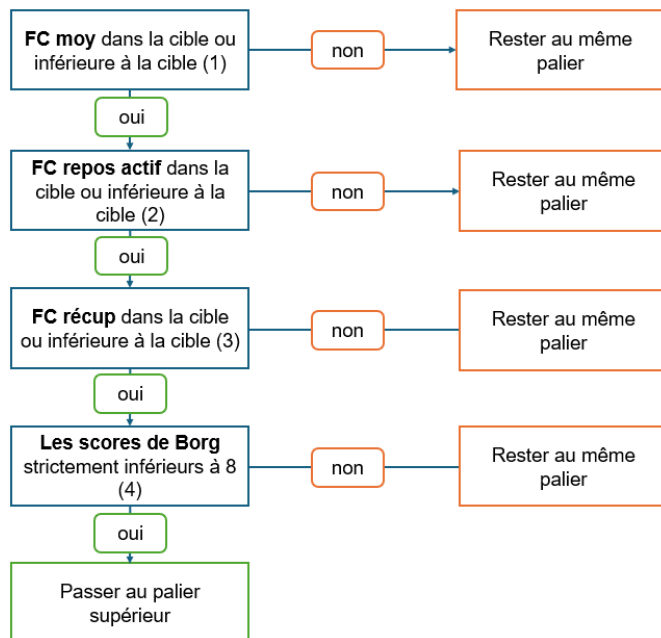 FC moy dans la cible ou
inférieure à la cible (1)
non
Rester au même
palier
oui
FC repos actif dans la
cible ou inférieure à la
cible (2)
non
Rester au même
palier
oui
FC récup dans la cible
ou inférieure à la cible (3)
non
Rester au même
palier
oui
Les scores de Borg
strictement inférieurs à 8
(4)
non
Rester au même
palier
oui
Passer au palier
supérieur